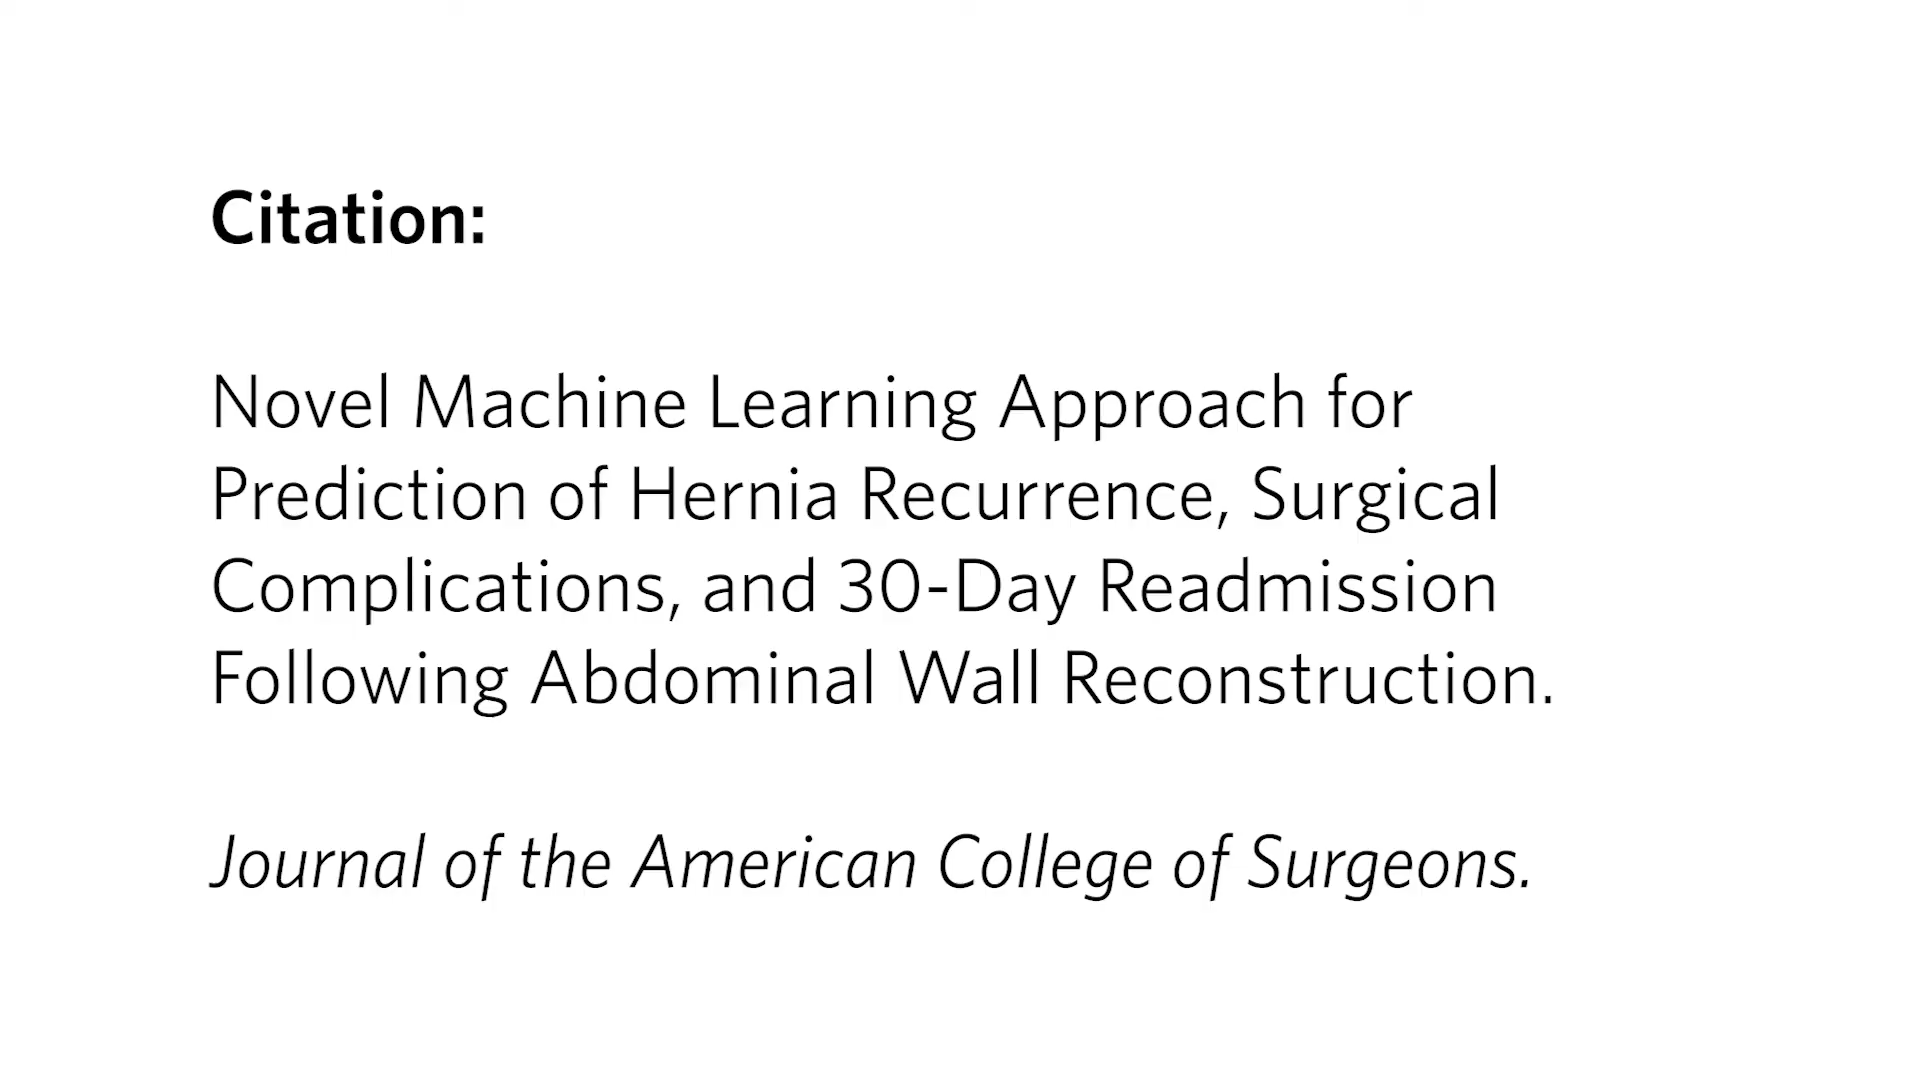 Citation:
Novel Machine Learning Approach for
Prediction of Hernia Recurrence, Surgical
Complications, and 30-Day Readmission
Following Abdominal Wall Reconstruction.
Journal of the American College of Surgeons.